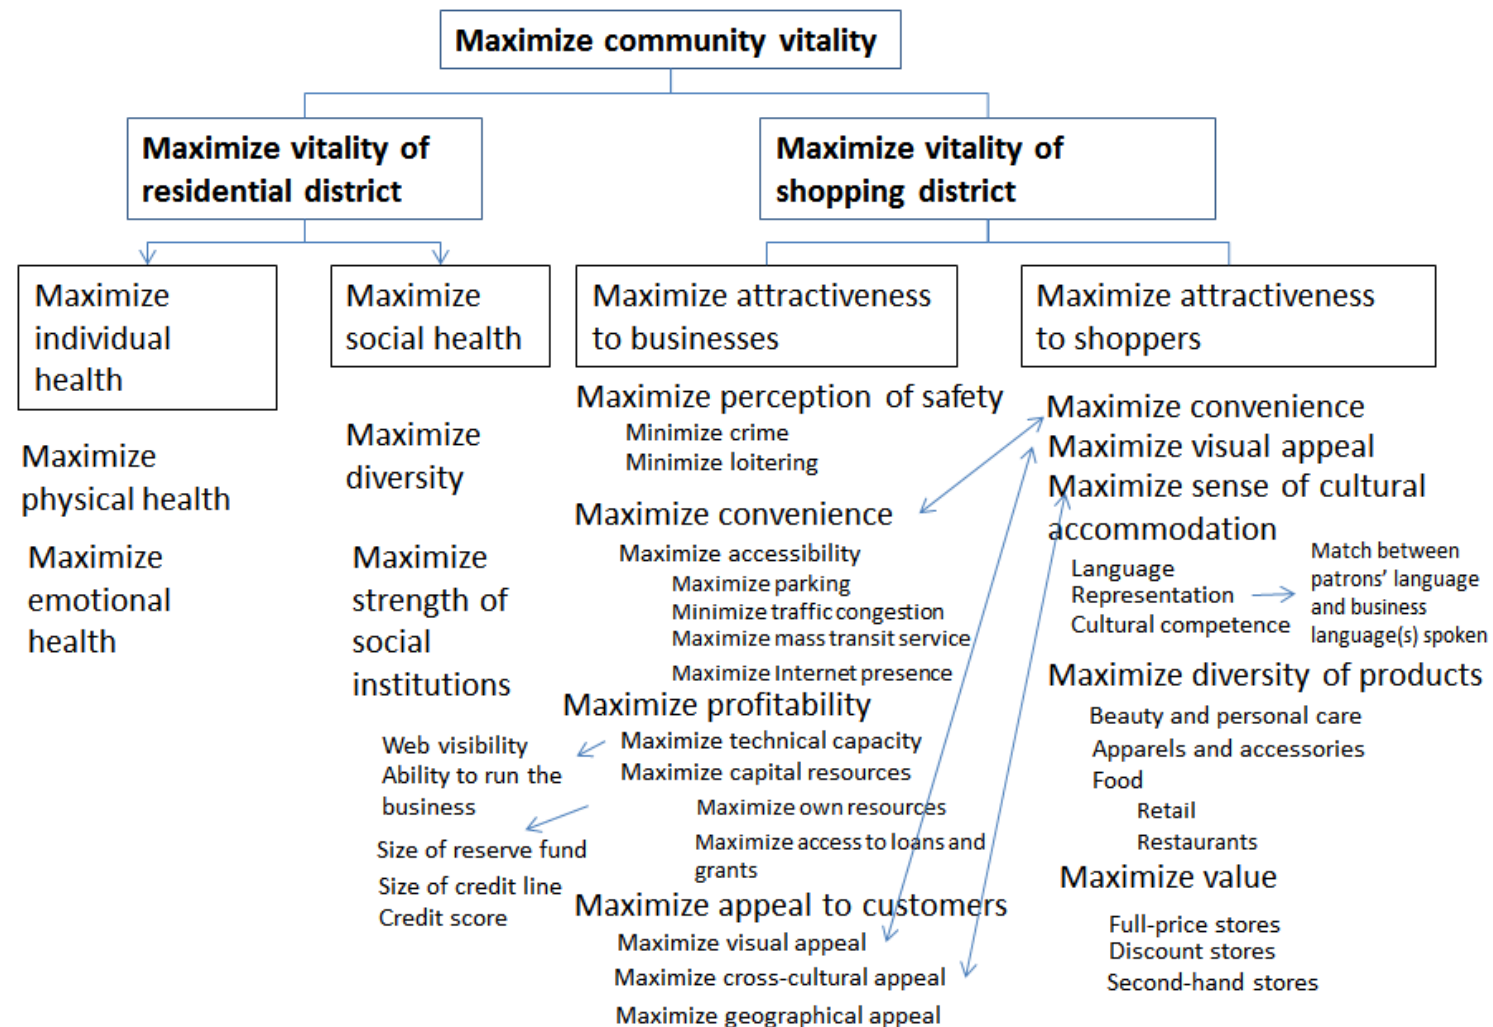 Maximize community vitality
Maximize vitality of
residential district
Maximize vitality of
shopping district
Maximize
individual
health
Maximize
physical health
Maximize
emotional
health
Maximize
social health
Maximize
diversity
Maximize
strength of
social
institutions
Maximize attractiveness
to businesses
Maximize perception of safety
Minimize crime
Minimize loitering
Maximize convenience
Maximize accessibility
Maximize parking
Minimize traffic congestion
Maximize mass transit service
Maximize Internet presence
Maximize profitability
Maximize technical capacity
Web visibility
Ability to run the
business
Maximize capital resources
Maximize own resources
Maximize access to loans and
grants
Size of reserve fund
Size of credit line
Credit score
Maximize appeal to customers
Maximize visual appeal
Maximize cross-cultural appeal
Maximize geographical appeal
Maximize attractiveness
to shoppers
Maximize convenience
Maximize visual appeal
Maximize sense of cultural
accommodation
Language
Representation
Cultural competence
Match between
patrons’ language
and business
language(s) spoken
Maximize diversity of products
Beauty and personal care
Apparels and accessories
Food
Retail
Restaurants
Maximize value
Full-price stores
Discount stores
Second-hand stores